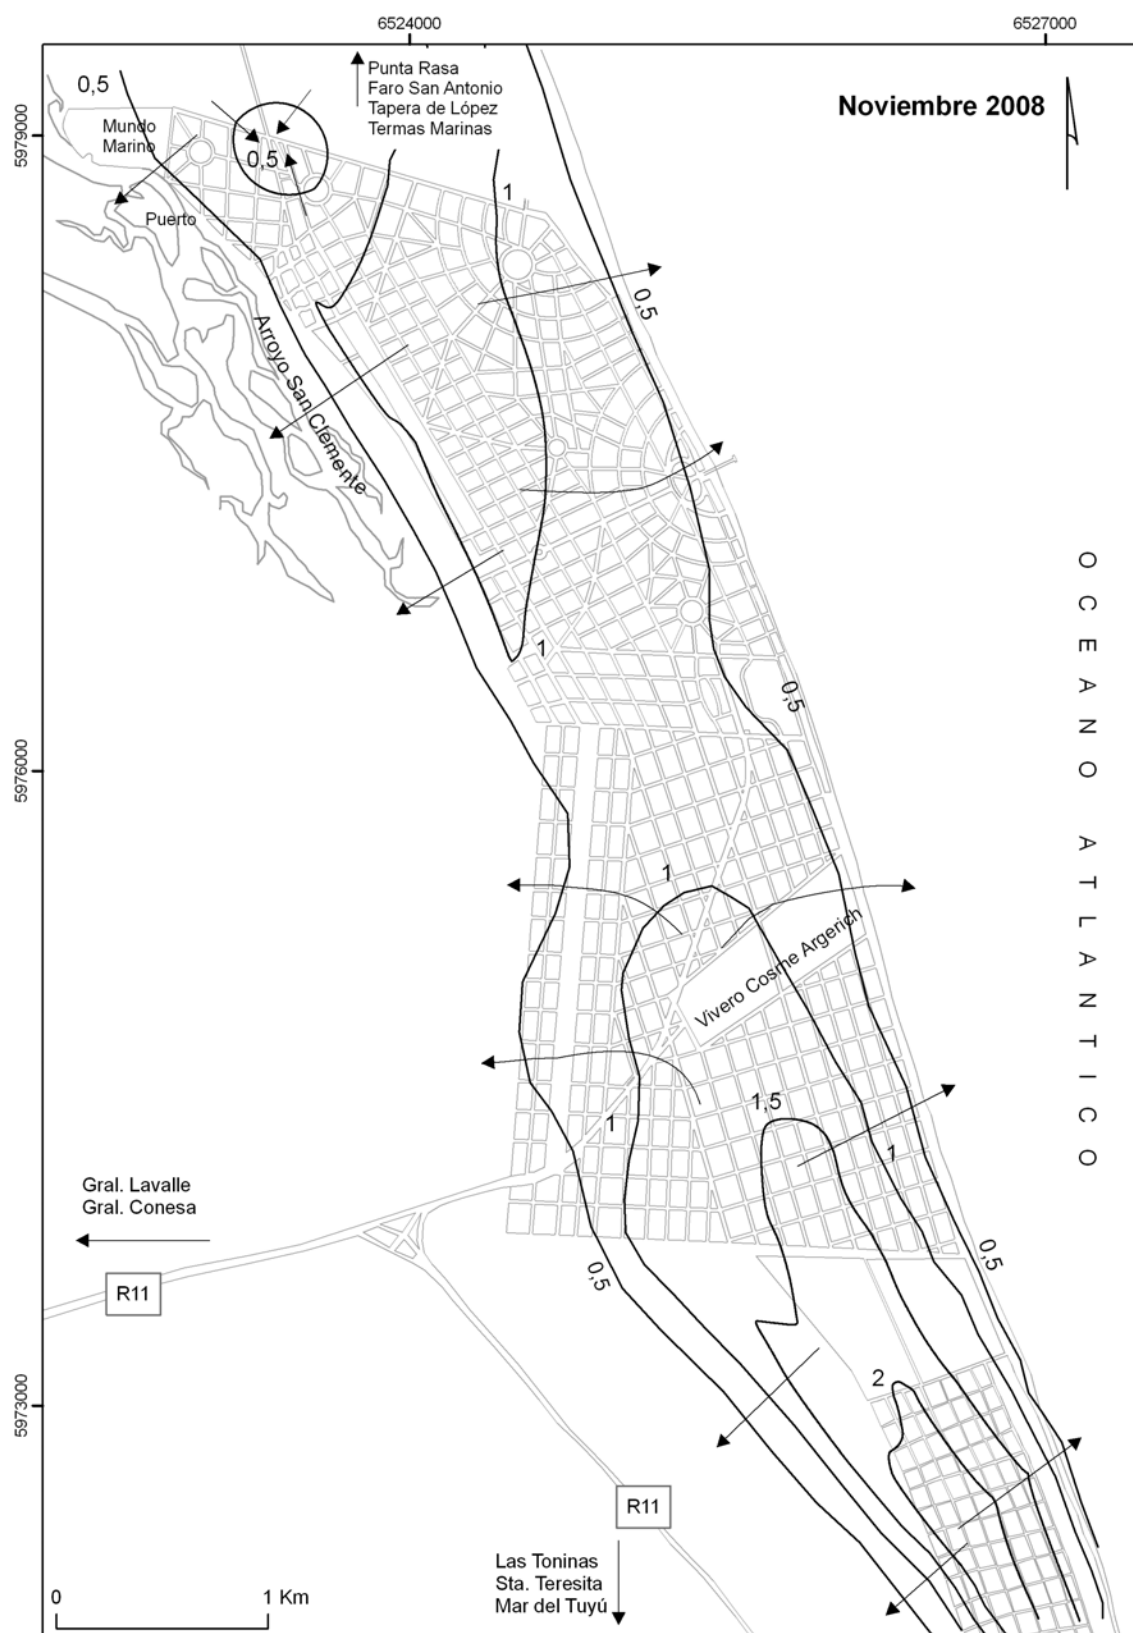 6524000
6527000
0,5
Punta Rasa
Faro San Antonio
Tapera de López
Termas Marinas
Noviembre 2008
5979000
Mundo
Marino
0,5
1
Puerto
0,5
Arroyo San Clemente
OCEANO ATLANTICO
1
0,5
5976000
1
Vivero Cosme Argerich
1,5
1
1
Gral. Lavalle
Gral. Conesa
0,5
0,5
R11
2
5973000
R11
Las Toninas
Sta. Teresita
Mar del Tuyú
0
1 Km